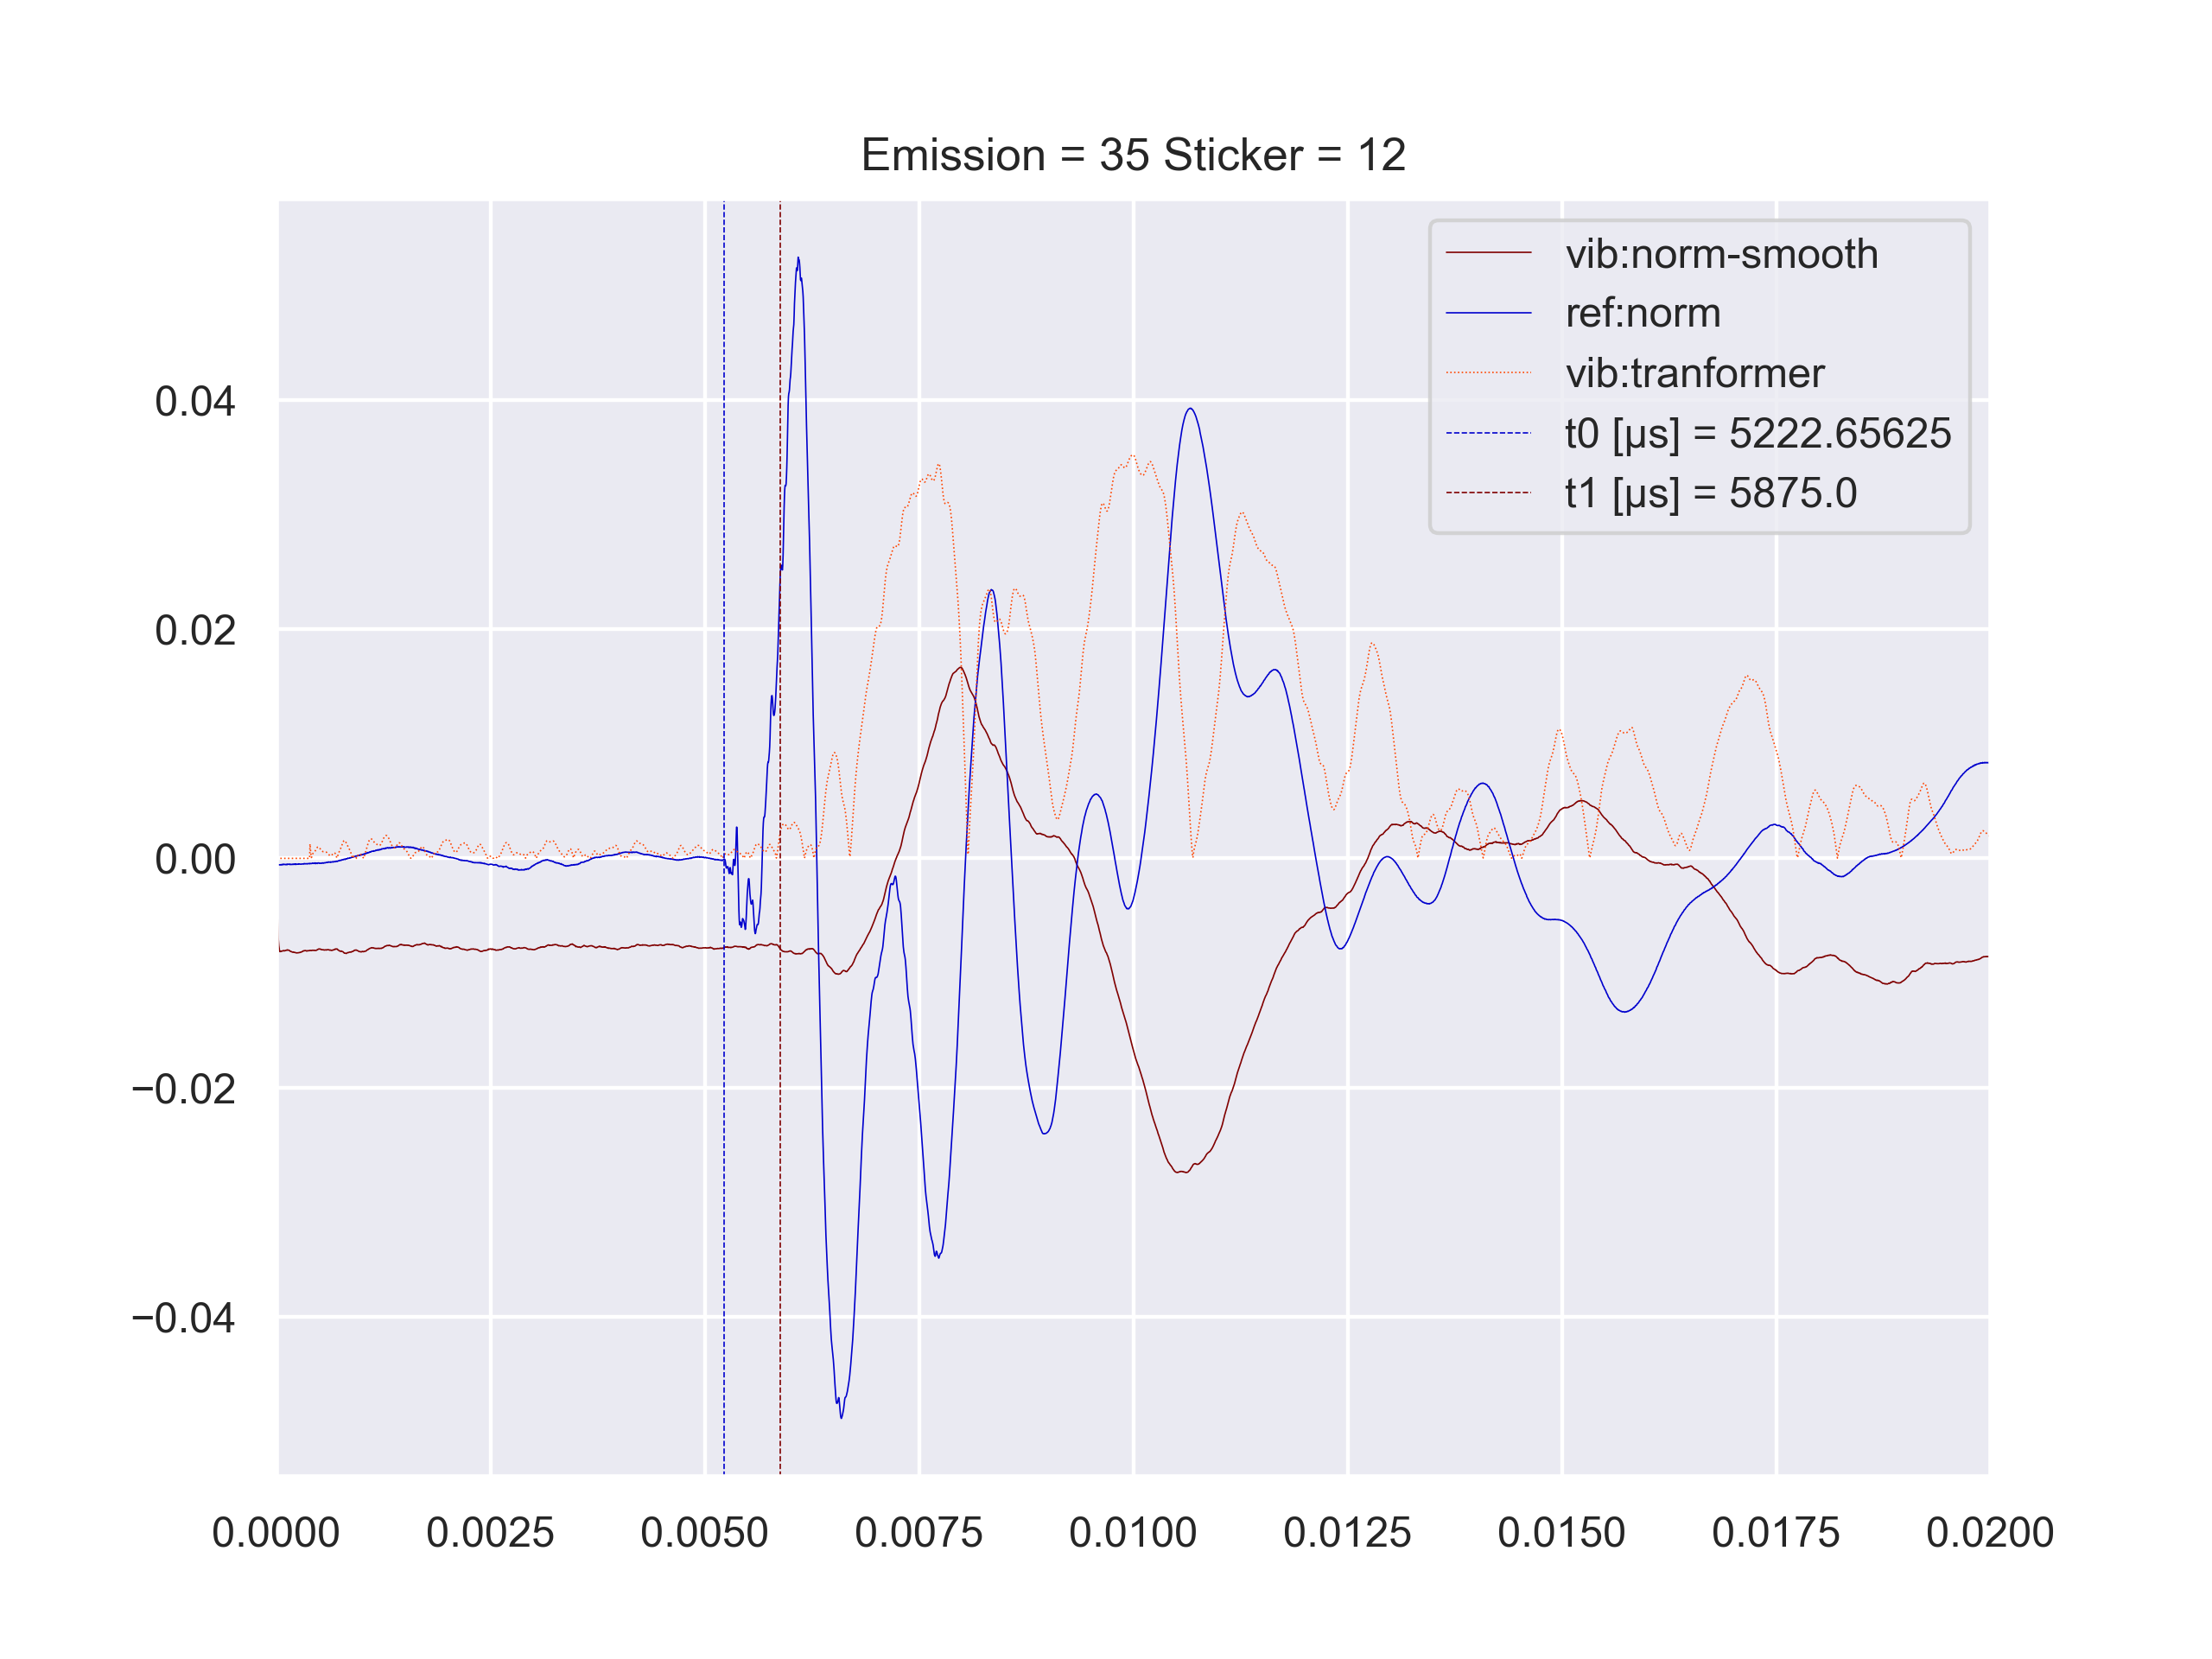 Emission = 35 Sticker = 12
vib:norm-smooth
ref:norm
vib:tranformer
t0 [µs] = 5222.65625
t1 [µs] = 5875.0
0.04
0.02
0.00
−0.02
−0.04
0.0000 0.0025 0.0050 0.0075 0.0100 0.0125 0.0150 0.0175 0.0200